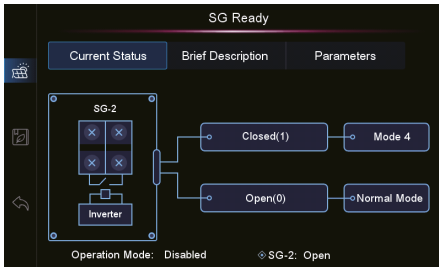 SG Ready
Current Status Brief Description Parameters
SG-2
Closed(1) Mode 4
Open(0) Normal Mode
Inverter
Operation Mode: Disabled SG-2: Open